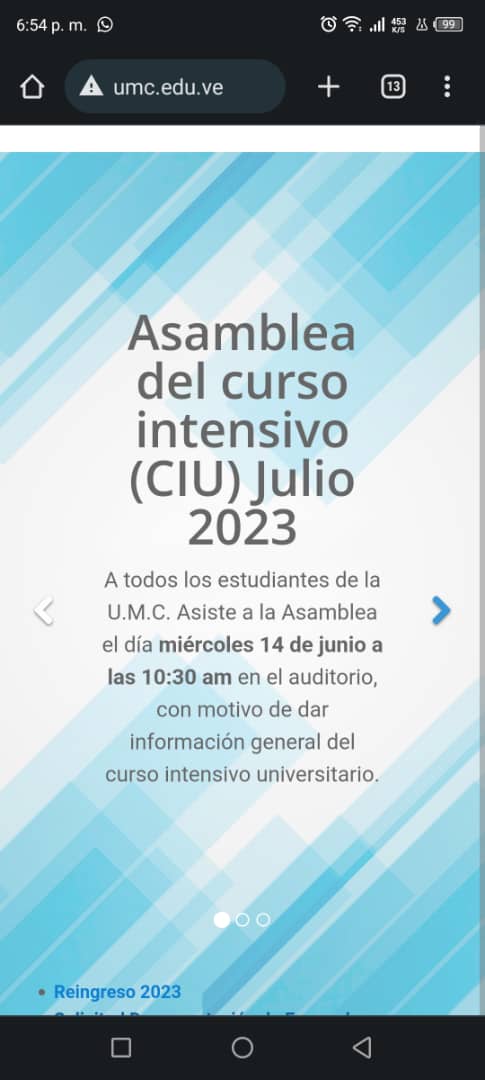 6:54 p. m.
453
K/S
99
umc.edu.ve
13
Asamblea
del curso
intensivo
(CIU) Julio
2023
A todos los estudiantes de la
U.M.C. Asiste a la Asamblea
el día miércoles 14 de junio a
las 10:30 am en el auditorio,
con motivo de dar
información general del
curso intensivo universitario.
Reingreso 2023